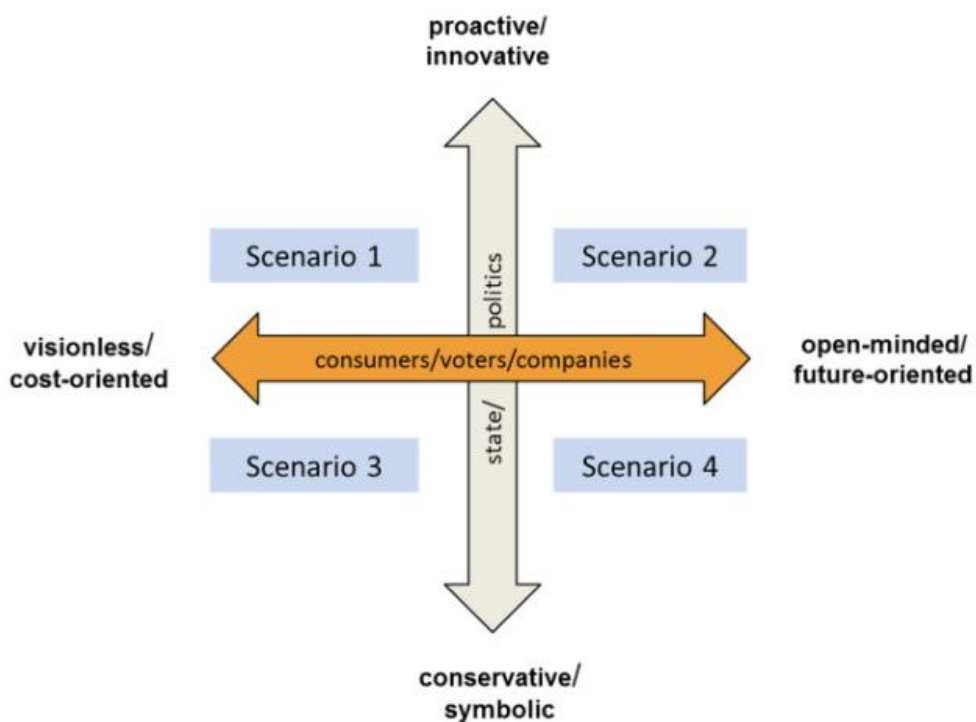 proactive/
innovative
Scenario 1
Scenario 2
state/ politics
visionless/
cost-oriented
consumers/voters/companies
open-minded/
future-oriented
Scenario 3
Scenario 4
conservative/
symbolic